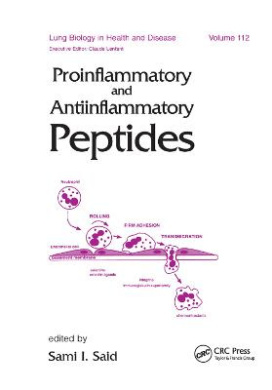 Lung Biology in Health and Disease
Volume 112
Executive Editor: Claude Lenfant
Proinflammatory
and
Antiinflammatory
Peptides
ROLLING
FIRM ADHESION
TRANSMIGRATION
edited by
Sami I. Said
CRC Press
Taylor & Francis Group